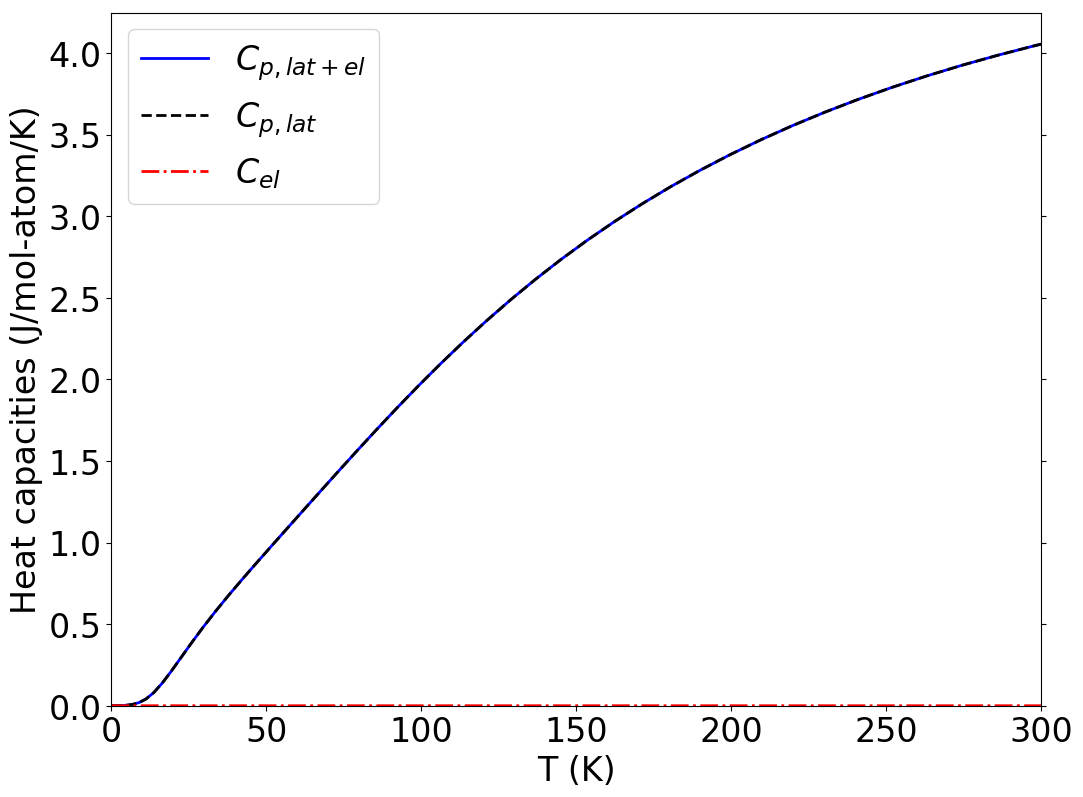 C_{p, lat+el}
C_{p, lat}
C_{el}
Heat capacities (J/mol-atom/K)
4.0
3.5
3.0
2.5
2.0
1.5
1.0
0.5
0.0
0 50 100 150 200 250 300
T (K)